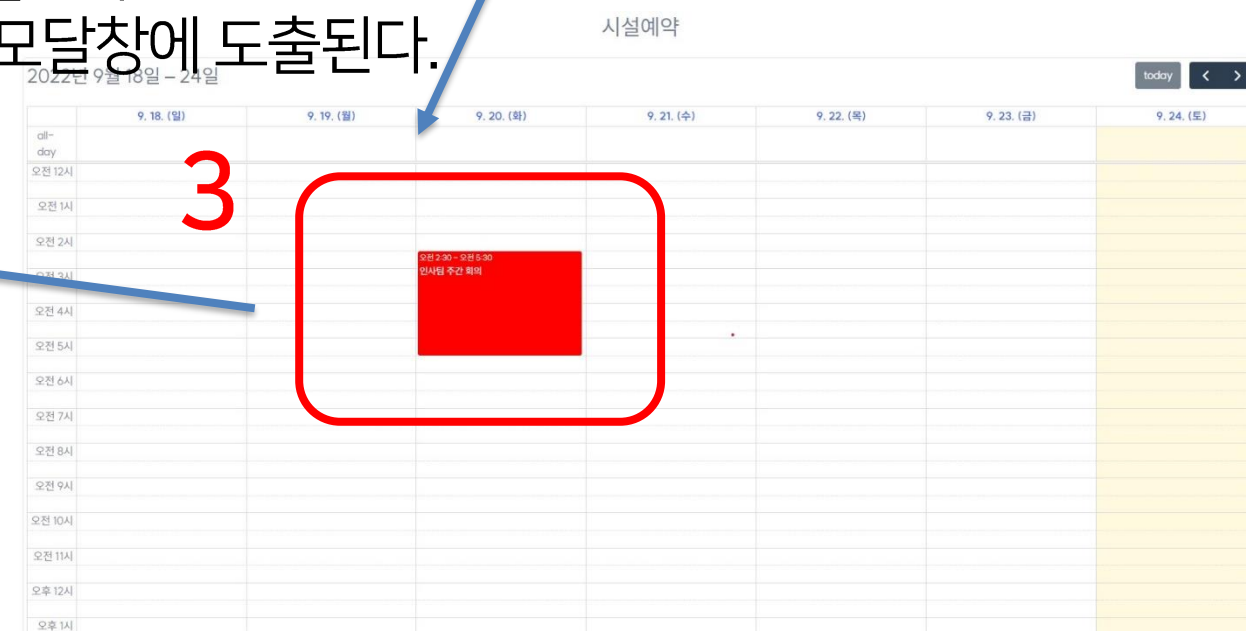 모달창에 도출된다.
시설예약
2022년 9월 18일 – 24일
today < >
9. 18. (일) 9. 19. (월) 9. 20. (화) 9. 21. (수) 9. 22. (목) 9. 23. (금) 9. 24. (토)
all-
day
오전 12시
3
오전 1시
오전 2시
오전 2:30 - 오전 5:30
인사팀 주간 회의
오전 3시
오전 4시
오전 5시
오전 6시
오전 7시
오전 8시
오전 9시
오전 10시
오전 11시
오후 12시
오후 1시